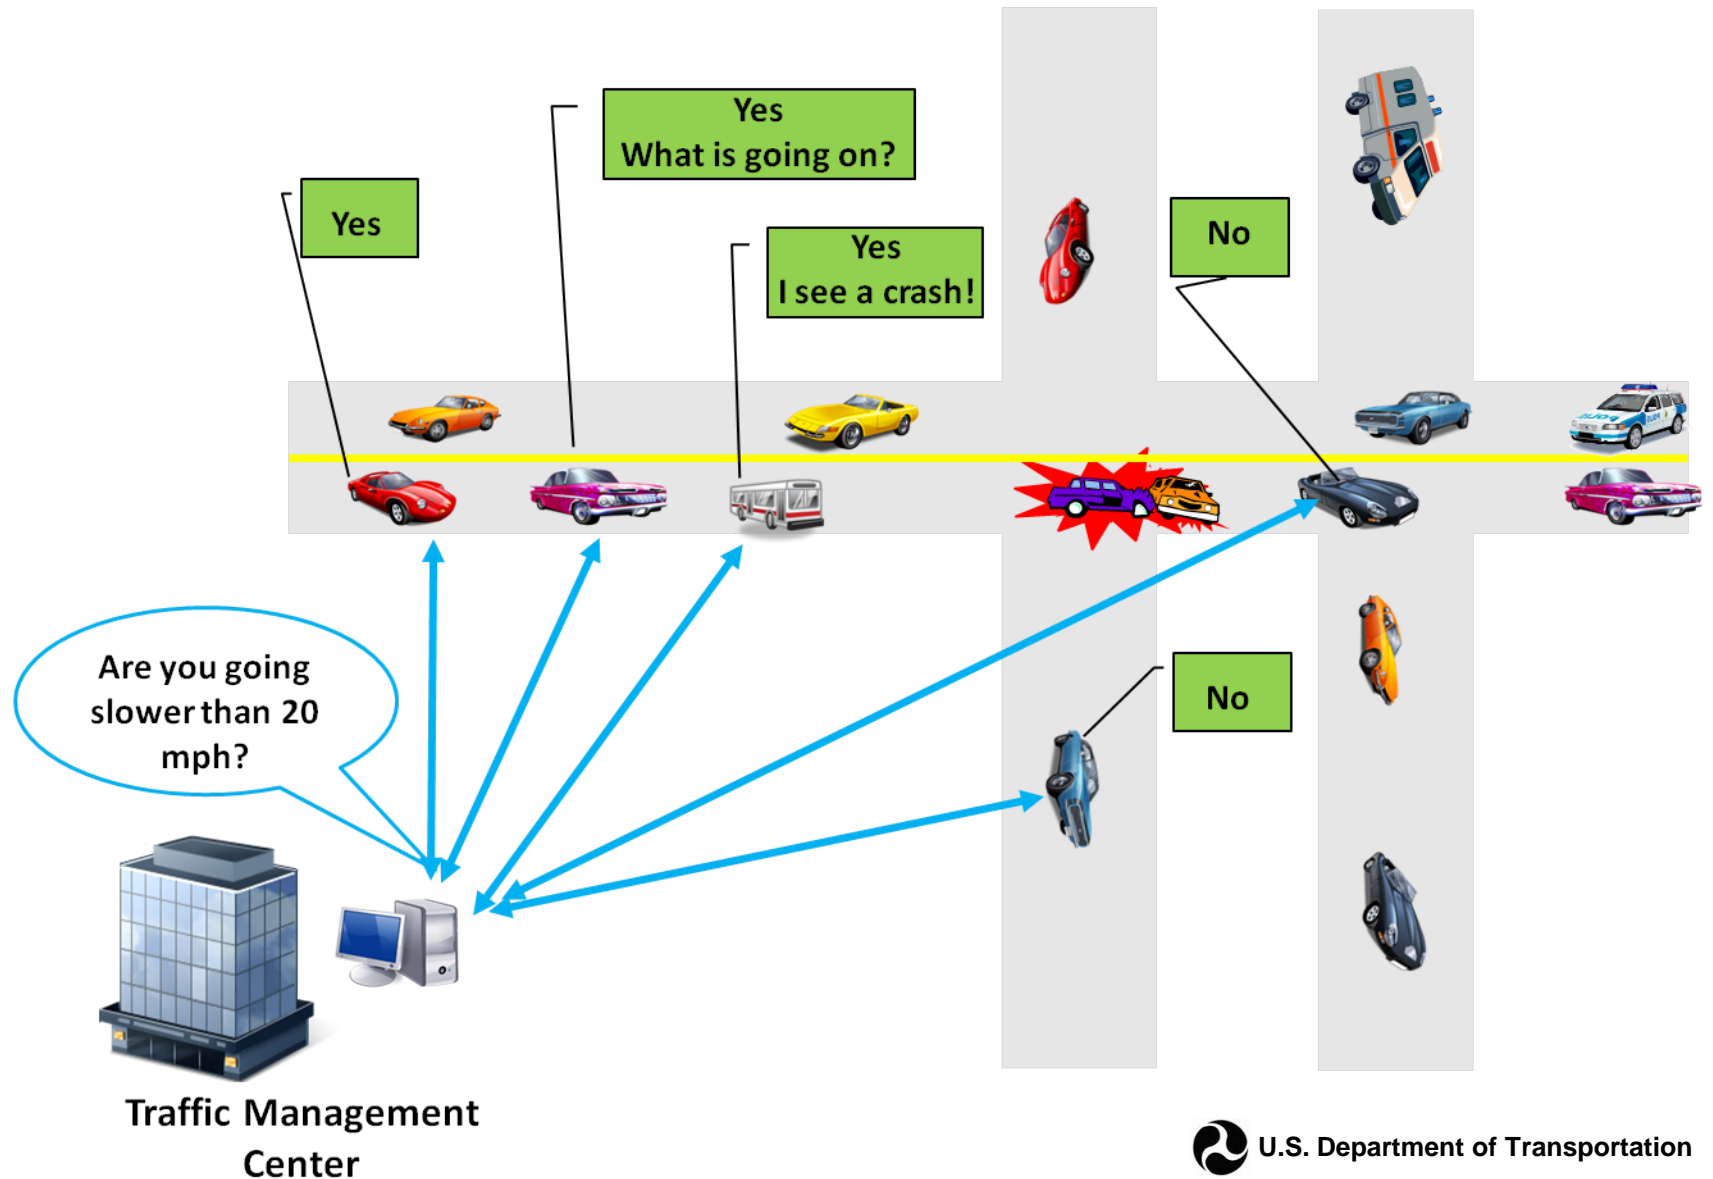 Yes
What is going on?
Yes
Yes
I see a crash!
No
Are you going
slower than 20
mph?
No
Traffic Management
Center
U.S. Department of Transportation